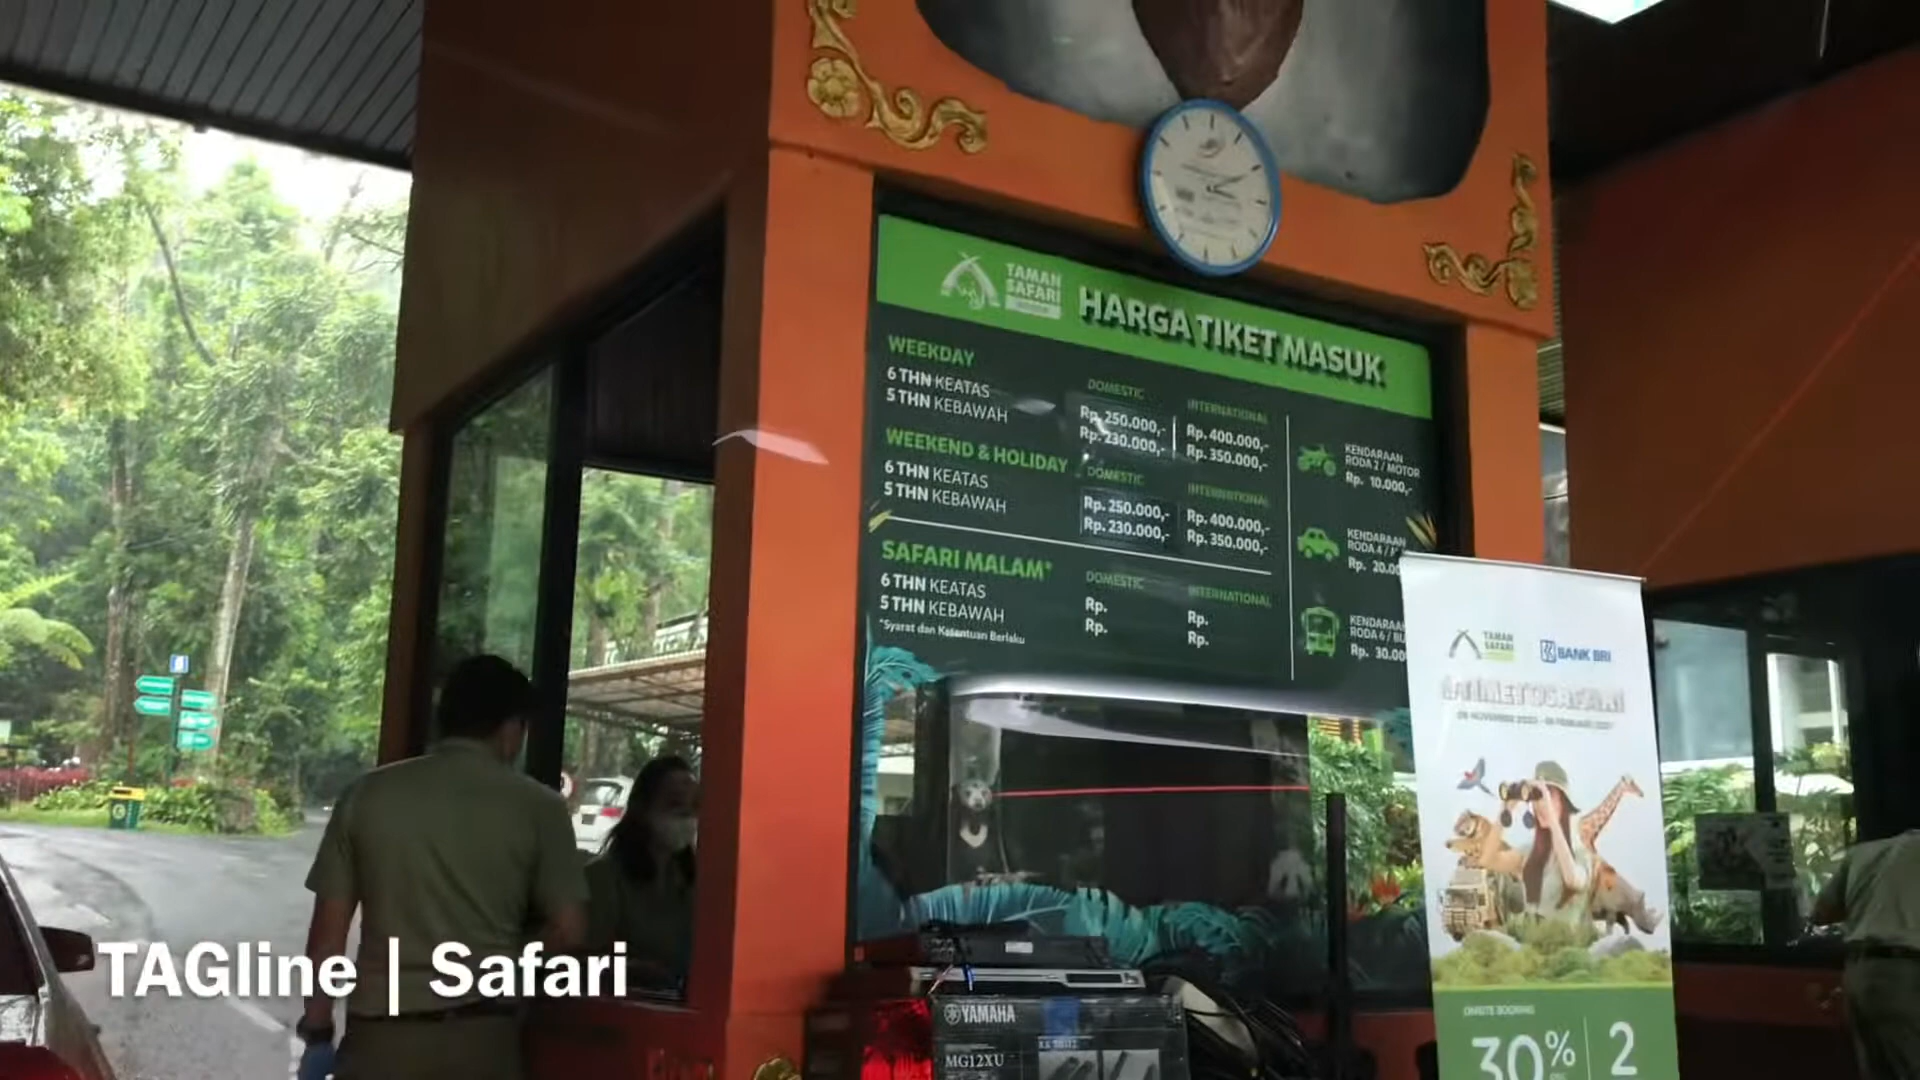 TAMAN
SAFARI
HARGA TIKET MASUK
WEEKDAY
DOMESTIC
INTERNATIONAL
6 THN KEATAS
Rp. 250.000,-
Rp. 400.000,-
5 THN KEBAWAH
Rp. 230.000,-
Rp. 350.000,-
WEEKEND & HOLIDAY
DOMESTIC
INTERNATIONAL
6 THN KEATAS
Rp. 250.000,-
Rp. 400.000,-
5 THN KEBAWAH
Rp. 230.000,-
Rp. 350.000,-
SAFARI MALAM*
DOMESTIC
INTERNATIONAL
6 THN KEATAS
Rp.
Rp.
5 THN KEBAWAH
Rp.
Rp.
*Syarat dan Ketentuan Berlaku
KENDARAAN
RODA 2 / MOTOR
Rp. 10.000,-
KENDARAAN
RODA 4 /
Rp. 20.00
KENDARAAN
RODA 6 / BU
Rp. 30.00
TAMAN
SAFARI
BANK BRI
ONSITE BOOKING
30%
2
YAMAHA
MG12XU
TAGline | Safari